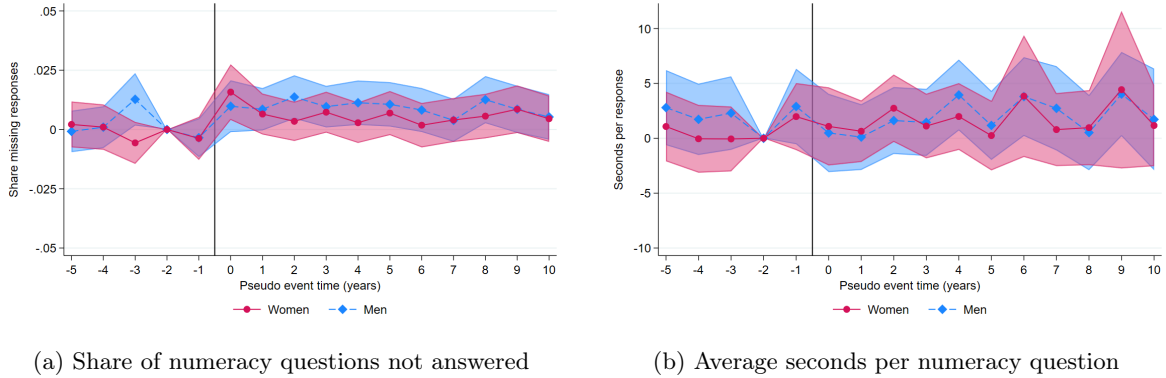 .05
.025
0
-.025
-.05
Share missing responses
-5 -4 -3 -2 -1 0 1 2 3 4 5 6 7 8 9 10
Pseudo event time (years)
Women Men
(a) Share of numeracy questions not answered
10
5
0
-5
-10
Seconds per response
-5 -4 -3 -2 -1 0 1 2 3 4 5 6 7 8 9 10
Pseudo event time (years)
Women Men
(b) Average seconds per numeracy question